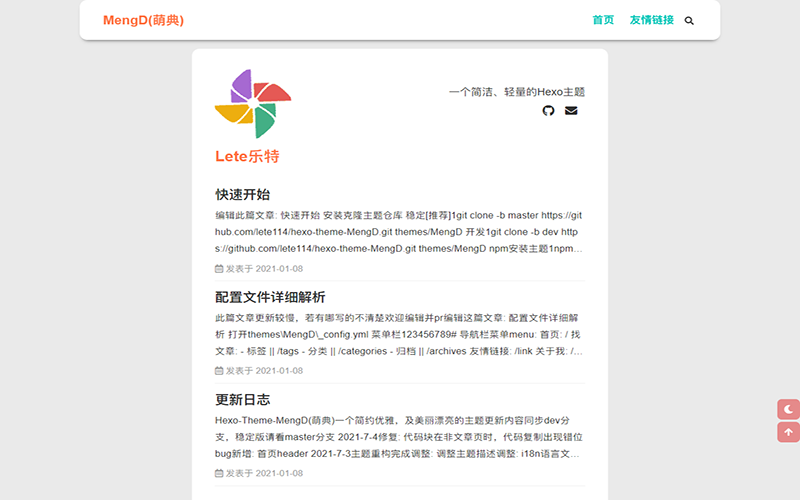 MengD(萌典)
首页 友情链接
一个简洁、轻量的Hexo主题
Lete乐特
快速开始
编辑此篇文章: 快速开始 安装克隆主题仓库 稳定[推荐]1git clone -b master https://git
hub.com/lete114/hexo-theme-MengD.git themes/MengD 开发1git clone -b dev http
s://github.com/lete114/hexo-theme-MengD.git themes/MengD npm安装主题1npm…
发表于 2021-01-08
配置文件详细解析
此篇文章更新较慢，若有哪写的不清楚欢迎编辑并pr编辑这篇文章: 配置文件详细解
析 打开themes\MengD\_config.yml 菜单栏123456789# 导航栏菜单menu: 首页: / 找
文章: - 标签 || /tags - 分类 || /categories - 归档 || /archives 友情链接: /link 关于我: /…
发表于 2021-01-08
更新日志
Hexo-Theme-MengD(萌典)一个简约优雅，及美丽漂亮的主题更新内容同步dev分
支，稳定版请看master分支 2021-7-4修复: 代码块在非文章页时，代码复制出现错位
bug新增: 首页header 2021-7-3主题重构完成调整: 调整主题描述调整: i18n语言文…
发表于 2021-01-08